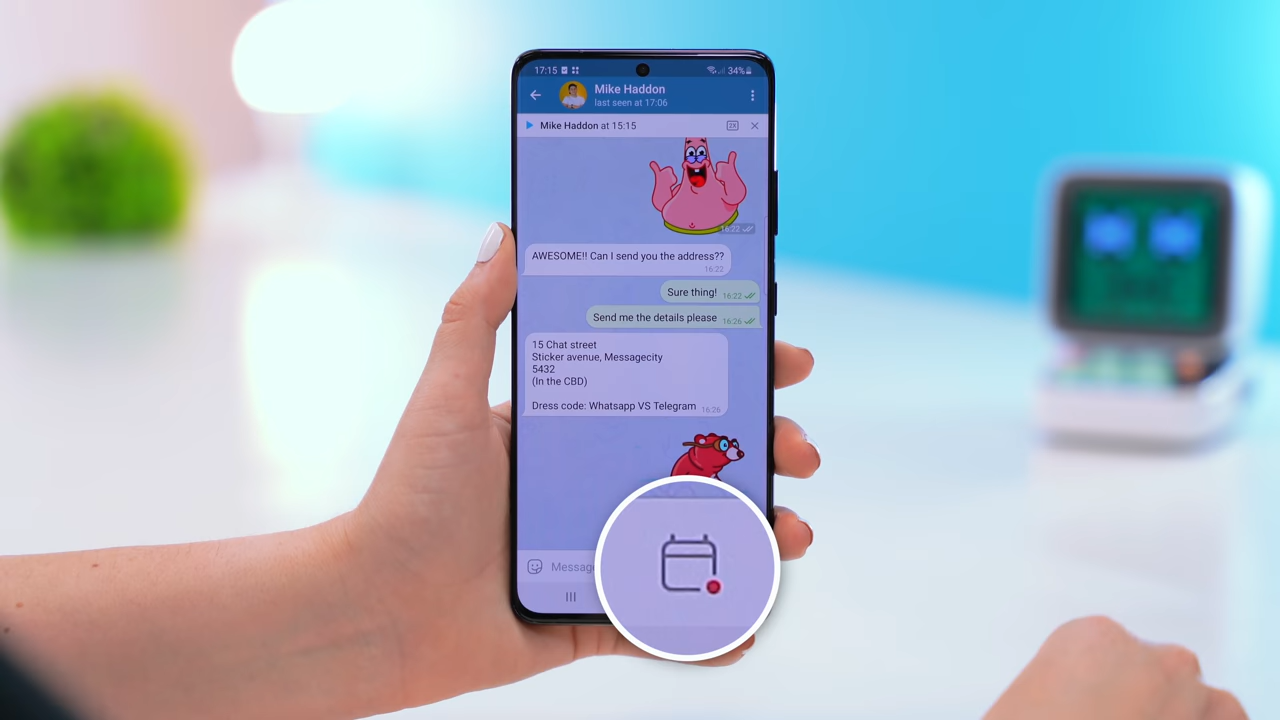 17:15
34%
Mike Haddon
last seen at 17:06
Mike Haddon at 15:15
2X
16:22
AWESOME!! Can I send you the address??
16:22
Sure thing! 16:22
Send me the details please 16:26
15 Chat street
Sticker avenue, Messagecity
5432
(In the CBD)
Dress code: Whatsapp VS Telegram 16:26
Messag